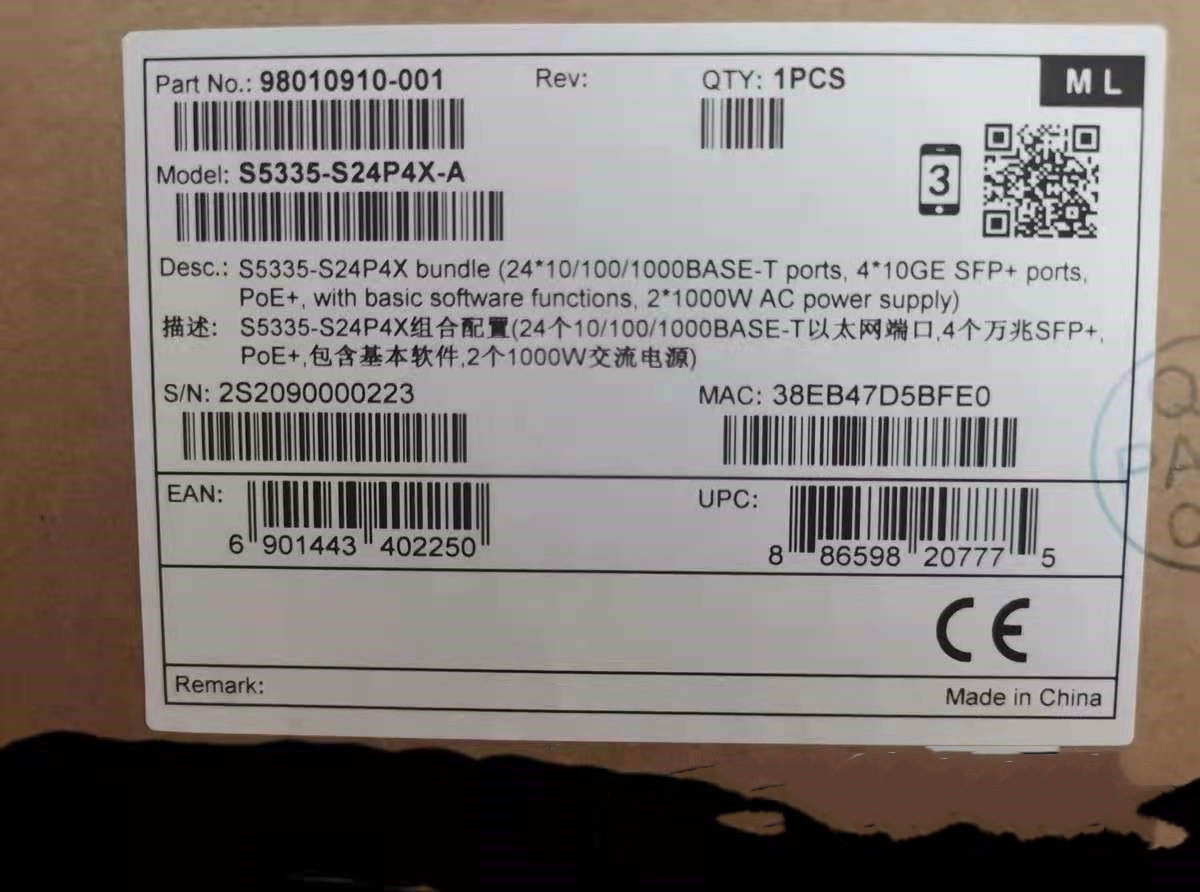 Part No.: 98010910-001 Rev: QTY: 1PCS ML
Model: S5335-S24P4X-A
3
Desc.: S5335-S24P4X bundle (24*10/100/1000BASE-T ports, 4*10GE SFP+ ports,
PoE+, with basic software functions, 2*1000W AC power supply)
描述: S5335-S24P4X组合配置(24个10/100/1000BASE-T以太网端口,4个万兆SFP+,
PoE+,包含基本软件,2个1000W交流电源)
S/N: 2S2090000223 MAC: 38EB47D5BFE0
EAN: UPC:
6 901443 402250 8 86598 20777 5
CE
Remark: Made in China